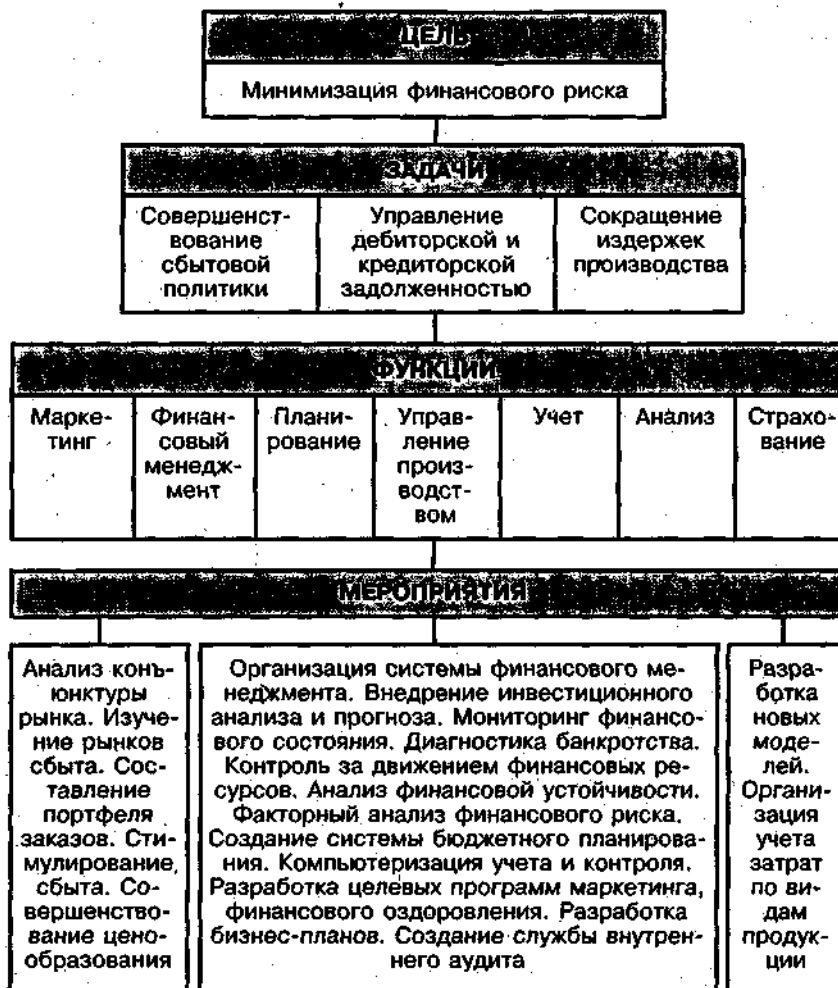 ЦЕЛЬ
Минимизация финансового риска
ЗАДАЧИ
Совершенст-
вование
сбытовой
политики
Управление
дебиторской и
кредиторской
задолженностью
Сокращение
издержек
производства
ФУНКЦИИ
Марке-
тинг
Финан-
совый
менедж-
мент
Плани-
рование
Управ-
ление
произ-
водст-
вом
Учет
Анализ
Страхо-
вание
МЕРОПРИЯТИЯ
Анализ конъ-
юнктуры
рынка. Изуче-
ние рынков
сбыта. Сос-
тавление
портфеля
заказов. Сти-
мулирование
сбыта. Со-
вершенство-
вание цено-
образования
Организация системы финансового ме-
неджмента. Внедрение инвестиционного
анализа и прогноза. Мониторинг финансо-
вого состояния. Диагностика банкротства.
Контроль за движением финансовых ре-
сурсов. Анализ финансовой устойчивости.
Факторный анализ финансового риска.
Создание системы бюджетного планирова-
ния. Компьютеризация учета и контроля.
Разработка целевых программ маркетинга,
финансового оздоровления. Разработка
бизнес-планов. Создание службы внутрен-
него аудита
Разра-
ботка
новых
моде-
лей.
Органи-
зация
учета
затрат
по ви-
дам
продук-
ции